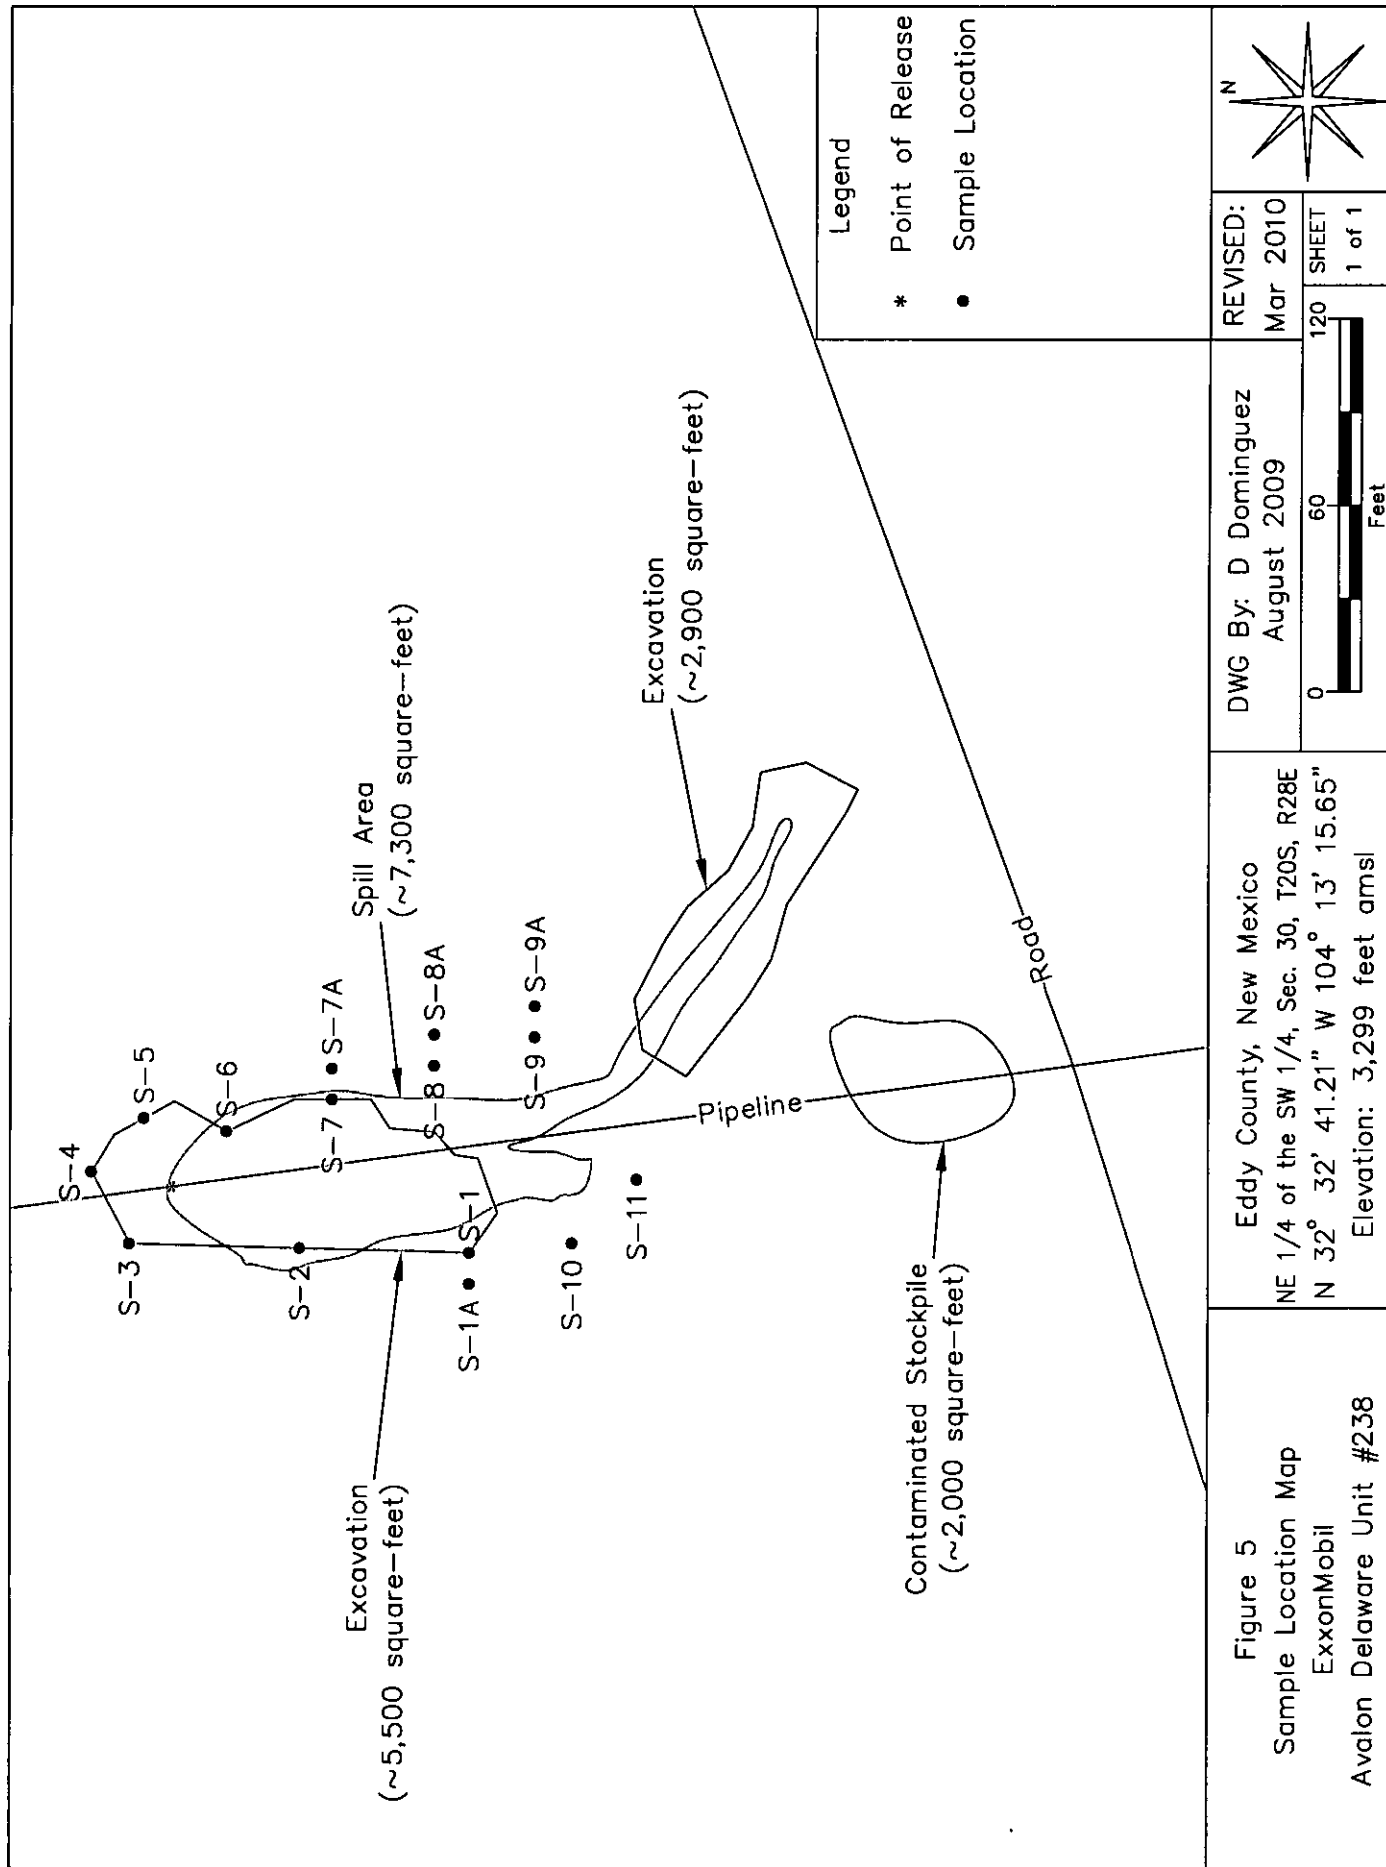 S-4
S-5
S-3
S-6
S-7A
S-7
S-2
Spill Area
(~7,300 square-feet)
S-8A
S-8
S-1
S-1A
S-9A
S-9
S-10
S-11
Excavation
(~5,500 square-feet)
Excavation
(~2,900 square-feet)
Pipeline
Contaminated Stockpile
(~2,000 square-feet)
Road
Legend
* Point of Release
● Sample Location
Figure 5
Sample Location Map
ExxonMobil
Avalon Delaware Unit #238
Eddy County, New Mexico
NE 1/4 of the SW 1/4, Sec. 30, T20S, R28E
N 32° 32' 41.21" W 104° 13' 15.65"
Elevation: 3,299 feet amsl
DWG By: D Dominguez
August 2009
REVISED:
Mar 2010
0 60 120
Feet
SHEET
1 of 1
N